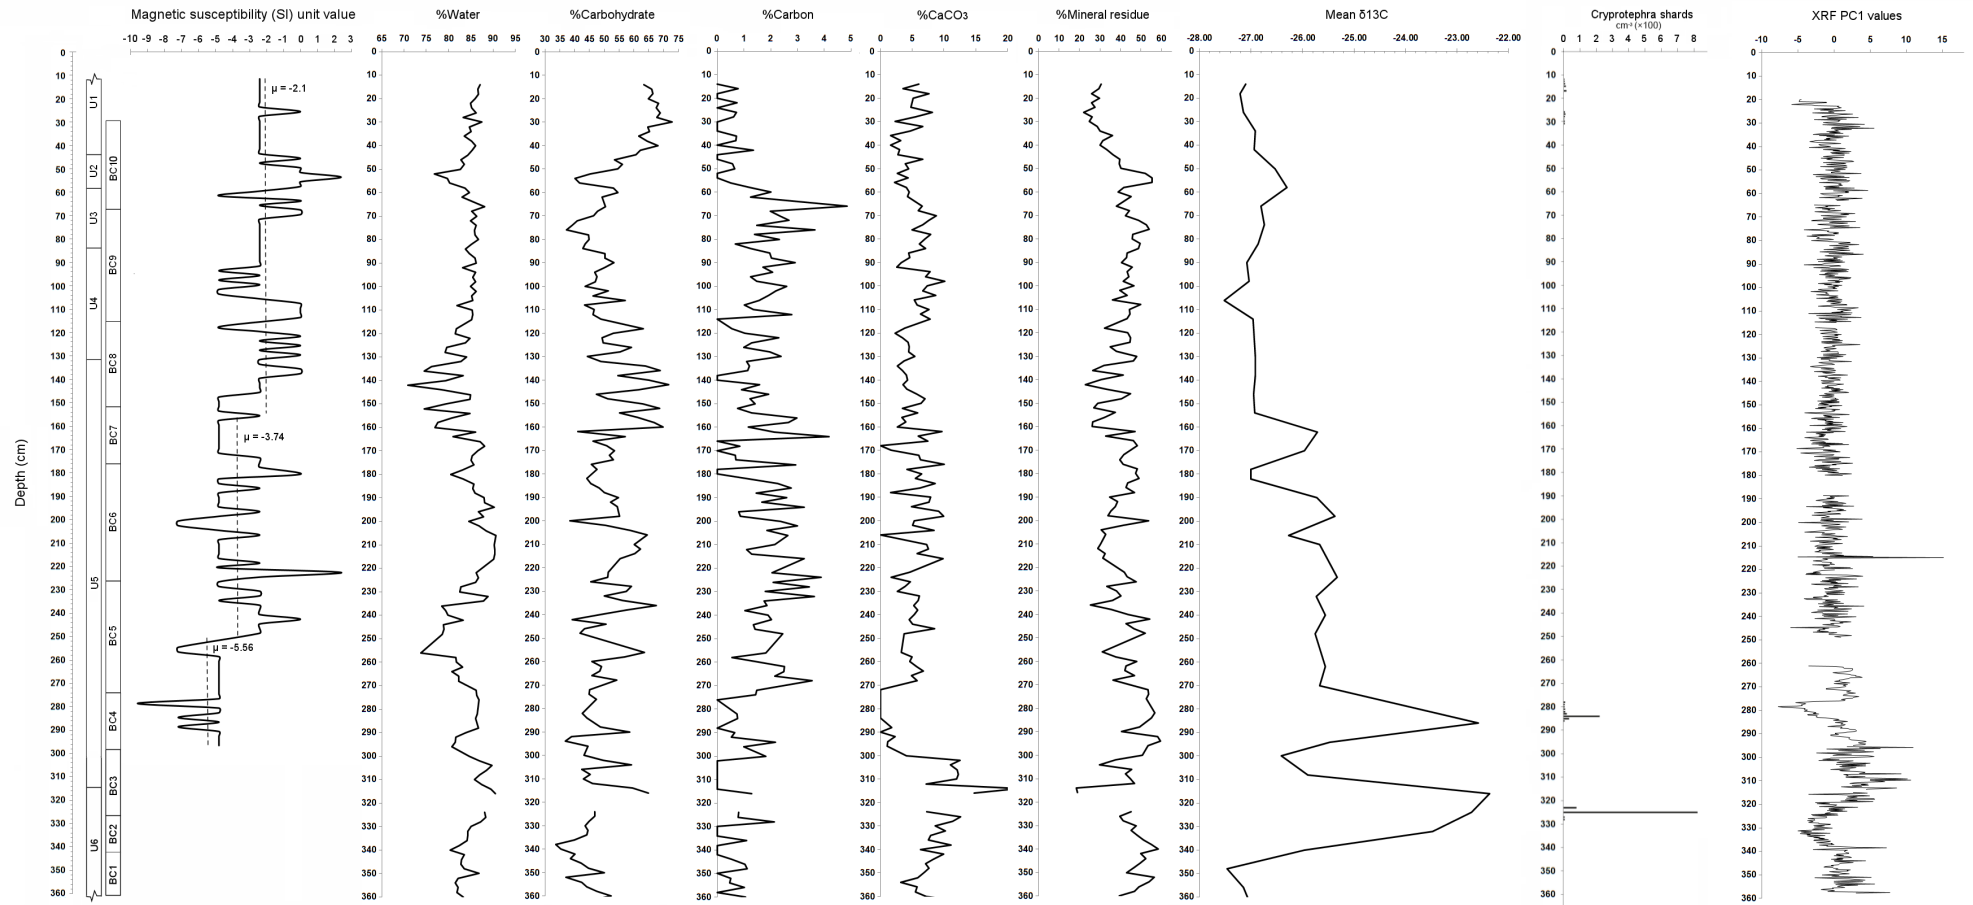 Magnetic susceptibility (SI) unit value
%Water
%Carbohydrate
%Carbon
%CaCO₃
%Mineral residue
Mean δ13C
Cryprotephra shards
XRF PC1 values
-10 -9 -8 -7 -6 -5 -4 -3 -2 -1 0 1 2 3
65 70 75 80 85 90 95
30 35 40 45 50 55 60 65 70 75
0 1 2 3 4 5
0 5 10 15 20
0 10 20 30 40 50 60
-28.00 -27.00 -26.00 -25.00 -24.00 -23.00 -22.00
0 1 2 3 4 5 6 7 8
-10 -5 0 5 10 15
Depth (cm)
0
10
20
30
40
50
60
70
80
90
100
110
120
130
140
150
160
170
180
190
200
210
220
230
240
250
260
270
280
290
300
310
320
330
340
350
360
U1
U2
U3
U4
U5
U6
BC10
BC9
BC8
BC7
BC6
BC5
BC4
BC3
BC2
BC1
μ = -2.1
μ = -3.74
μ = -5.56